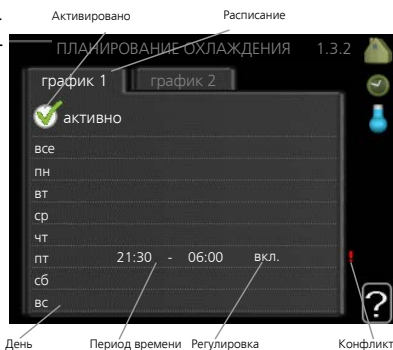 Активировано Расписание
ПЛАНИРОВАНИЕ ОХЛАЖДЕНИЯ 1.3.2
график 1 график 2
активно
все
пн
вт
ср
чт
пт 21:30 - 06:00 вкл.
сб
вс
?
День Период времени Регулировка Конфликт